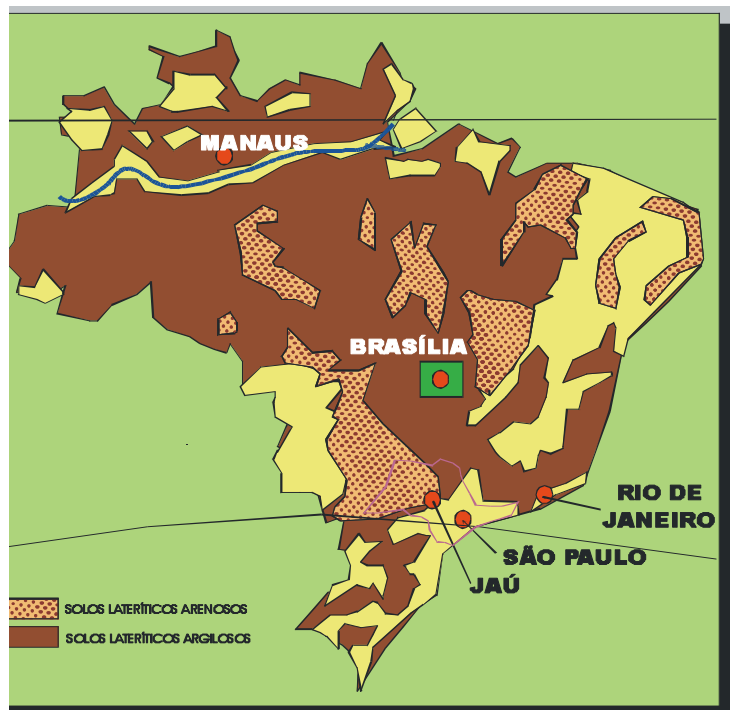 MANAUS
BRASÍLIA
RIO DE
JANEIRO
SÃO PAULO
JAÚ
SOLOS LATERÍTICOS ARENOSOS
SOLOS LATERÍTICOS ARGILOSOS